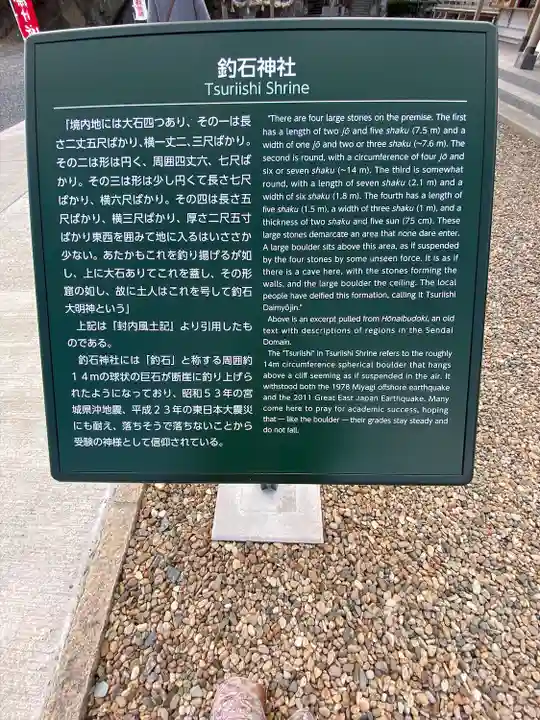 釣石神社
Tsuriishi Shrine
「境内地には大石四つあり、その一は長
さ二丈五尺ばかり、横一丈二、三尺ばかり。
その二は形は円く、周囲四丈六、七尺ば
かり。その三は形は少し円くて長さ七尺
ばかり、横六尺ばかり。その四は長さ五
尺ばかり、横三尺ばかり、厚さ二尺五寸
ばかり東西を囲みて地に入るはいささか
少ない。あたかもこれを釣り揚げるが如
し、上に大石ありてこれを蓋し、その形
窟の如し、故に土人はこれを号して釣石
大明神という」
上記は『封内風土記』より引用したも
のである。
釣石神社には「釣石」と称する周囲約
14mの球状の巨石が断崖に釣り上げら
れたようになっており、昭和53年の宮
城県沖地震、平成23年の東日本大震災
にも耐え、落ちそうで落ちないことから
受験の神様として信仰されている。
"There are four large stones on the premise. The first
has a length of two jō and five shaku (7.5 m) and a
width of one jō and two or three shaku (~7.6 m). The
second is round, with a circumference of four jō and
six or seven shaku (~14 m). The third is somewhat
round, with a length of seven shaku (2.1 m) and a
width of six shaku (1.8 m). The fourth has a length of
five shaku (1.5 m), a width of three shaku (1 m), and a
thickness of two shaku and five sun (75 cm). These
large stones demarcate an area that none dare enter.
A large boulder sits above this area, as if suspended
by the four stones by some unseen force. It is as if
there is a cave here, with the stones forming the
walls, and the large boulder the ceiling. The local
people have deified this formation, calling it Tsuriishi
Daimyōjin."
Above is an excerpt pulled from Hōnaibudoki, an old
text with descriptions of regions in the Sendai
Domain.
The "Tsuriishi" in Tsuriishi Shrine refers to the roughly
14m circumference spherical boulder that hangs
above a cliff seeming as if suspended in the air. It
withstood both the 1978 Miyagi offshore earthquake
and the 2011 Great East Japan Earthquake. Many
come here to pray for academic success, hoping
that — like the boulder — their grades stay steady and
do not fall.